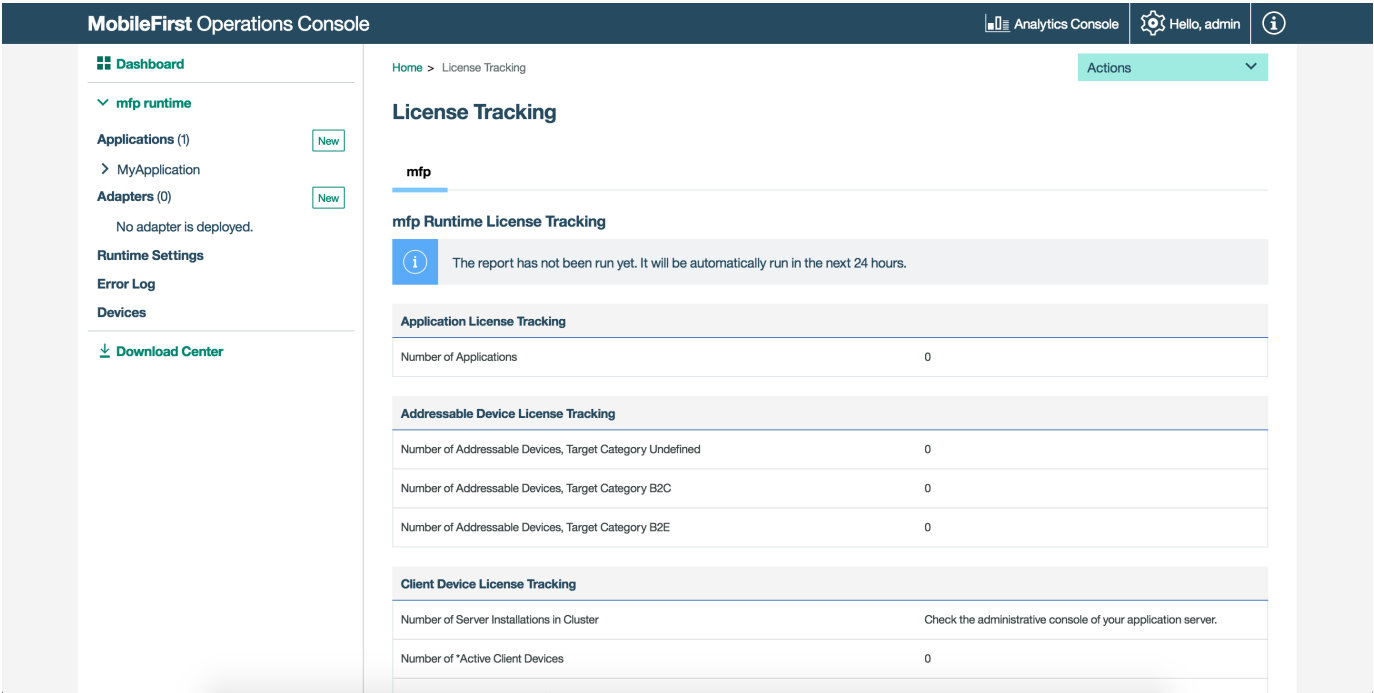 MobileFirst Operations Console
Analytics Console
Hello, admin
Dashboard
mfp runtime
Applications (1)
New
MyApplication
Adapters (0)
New
No adapter is deployed.
Runtime Settings
Error Log
Devices
Download Center
Home > License Tracking
Actions
License Tracking
mfp
mfp Runtime License Tracking
The report has not been run yet. It will be automatically run in the next 24 hours.
Application License Tracking
Number of Applications 0
Addressable Device License Tracking
Number of Addressable Devices, Target Category Undefined 0
Number of Addressable Devices, Target Category B2C 0
Number of Addressable Devices, Target Category B2E 0
Client Device License Tracking
Number of Server Installations in Cluster Check the administrative console of your application server.
Number of *Active Client Devices 0